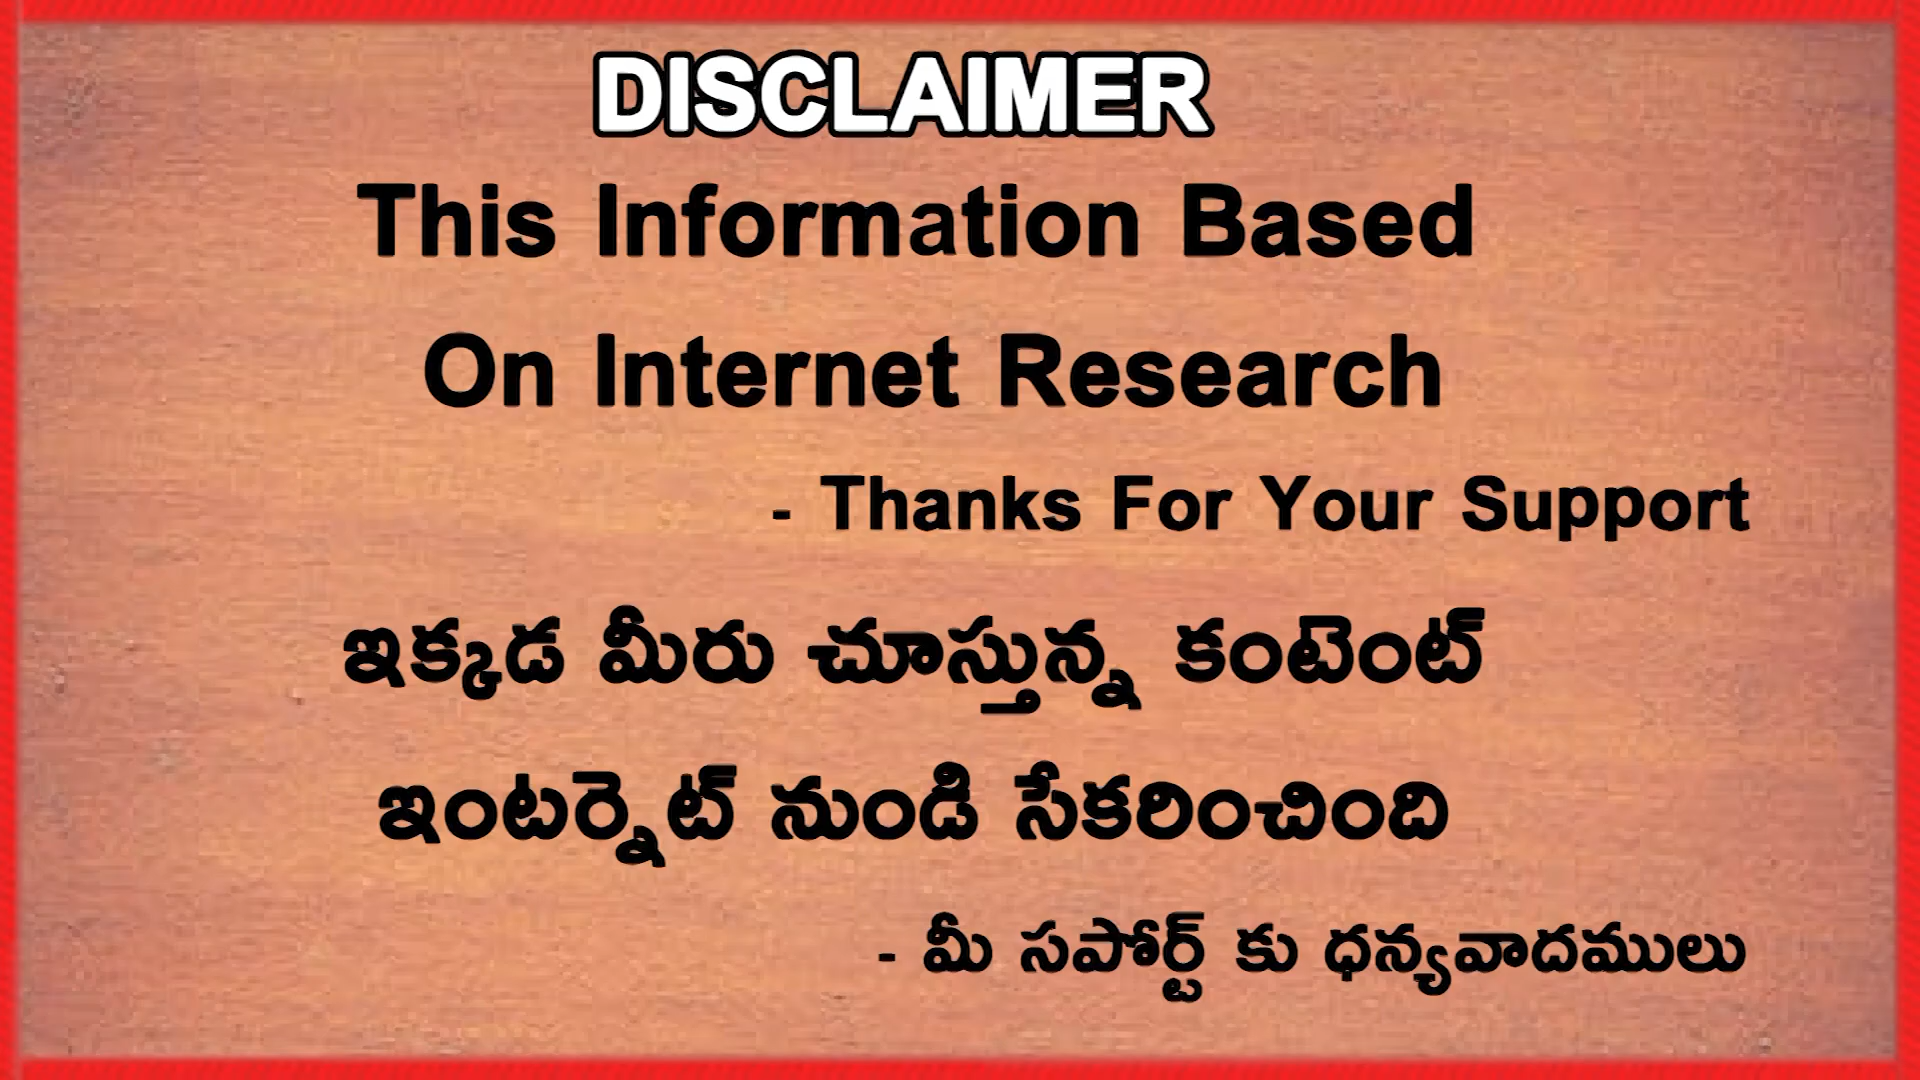 DISCLAIMER
This Information Based
On Internet Research
- Thanks For Your Support
ఇక్కడ మీరు చూస్తున్న కంటెంట్
ఇంటర్నెట్ నుండి సేకరించింది
- మీ సపోర్ట్ కు ధన్యవాదములు